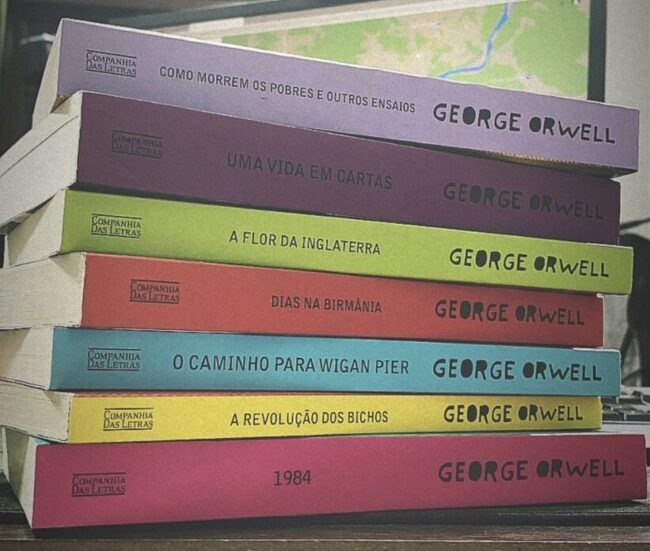 COMPANHIA
DAS LETRAS
COMO MORREM OS POBRES E OUTROS ENSAIOS
GEORGE ORWELL
COMPANHIA
DAS LETRAS
UMA VIDA EM CARTAS
GEORGE ORWELL
COMPANHIA
DAS LETRAS
A FLOR DA INGLATERRA
GEORGE ORWELL
COMPANHIA
DAS LETRAS
DIAS NA BIRMÂNIA
GEORGE ORWELL
COMPANHIA
DAS LETRAS
O CAMINHO PARA WIGAN PIER
GEORGE ORWELL
COMPANHIA
DAS LETRAS
A REVOLUÇÃO DOS BICHOS
GEORGE ORWELL
COMPANHIA
DAS LETRAS
1984
GEORGE ORWELL